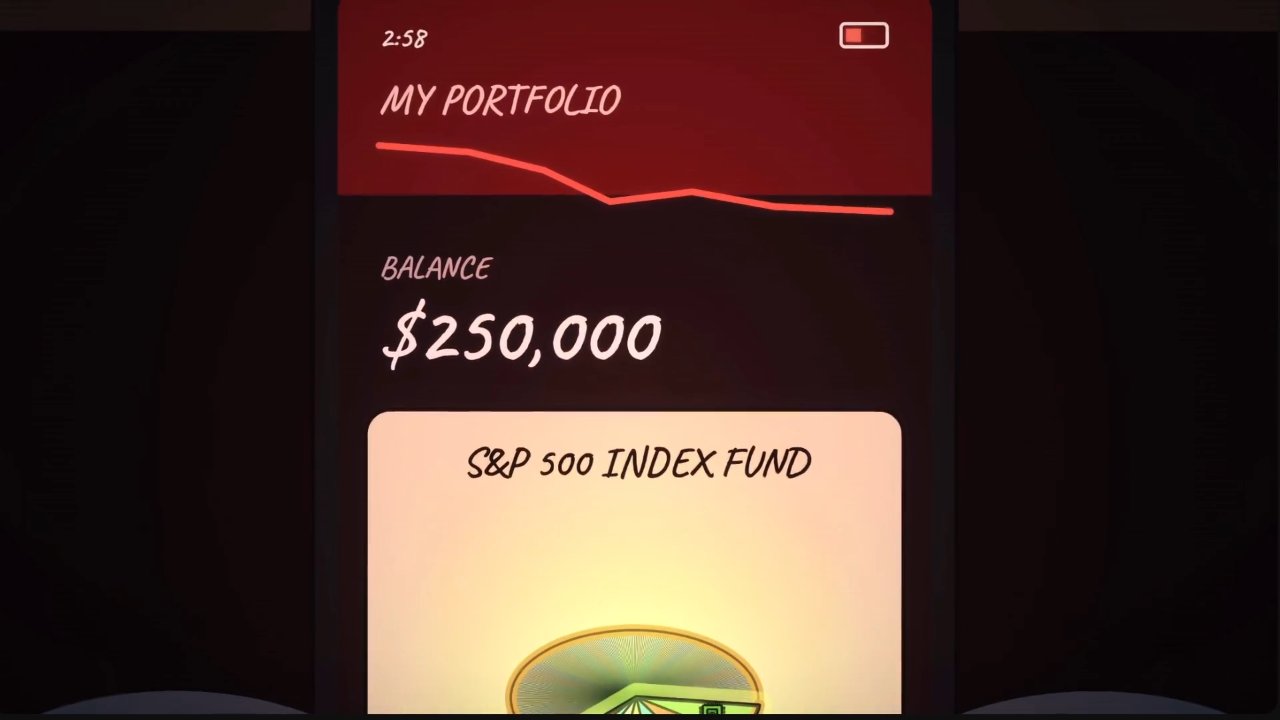 2:58
MY PORTFOLIO
BALANCE
$250,000
S&P 500 INDEX FUND